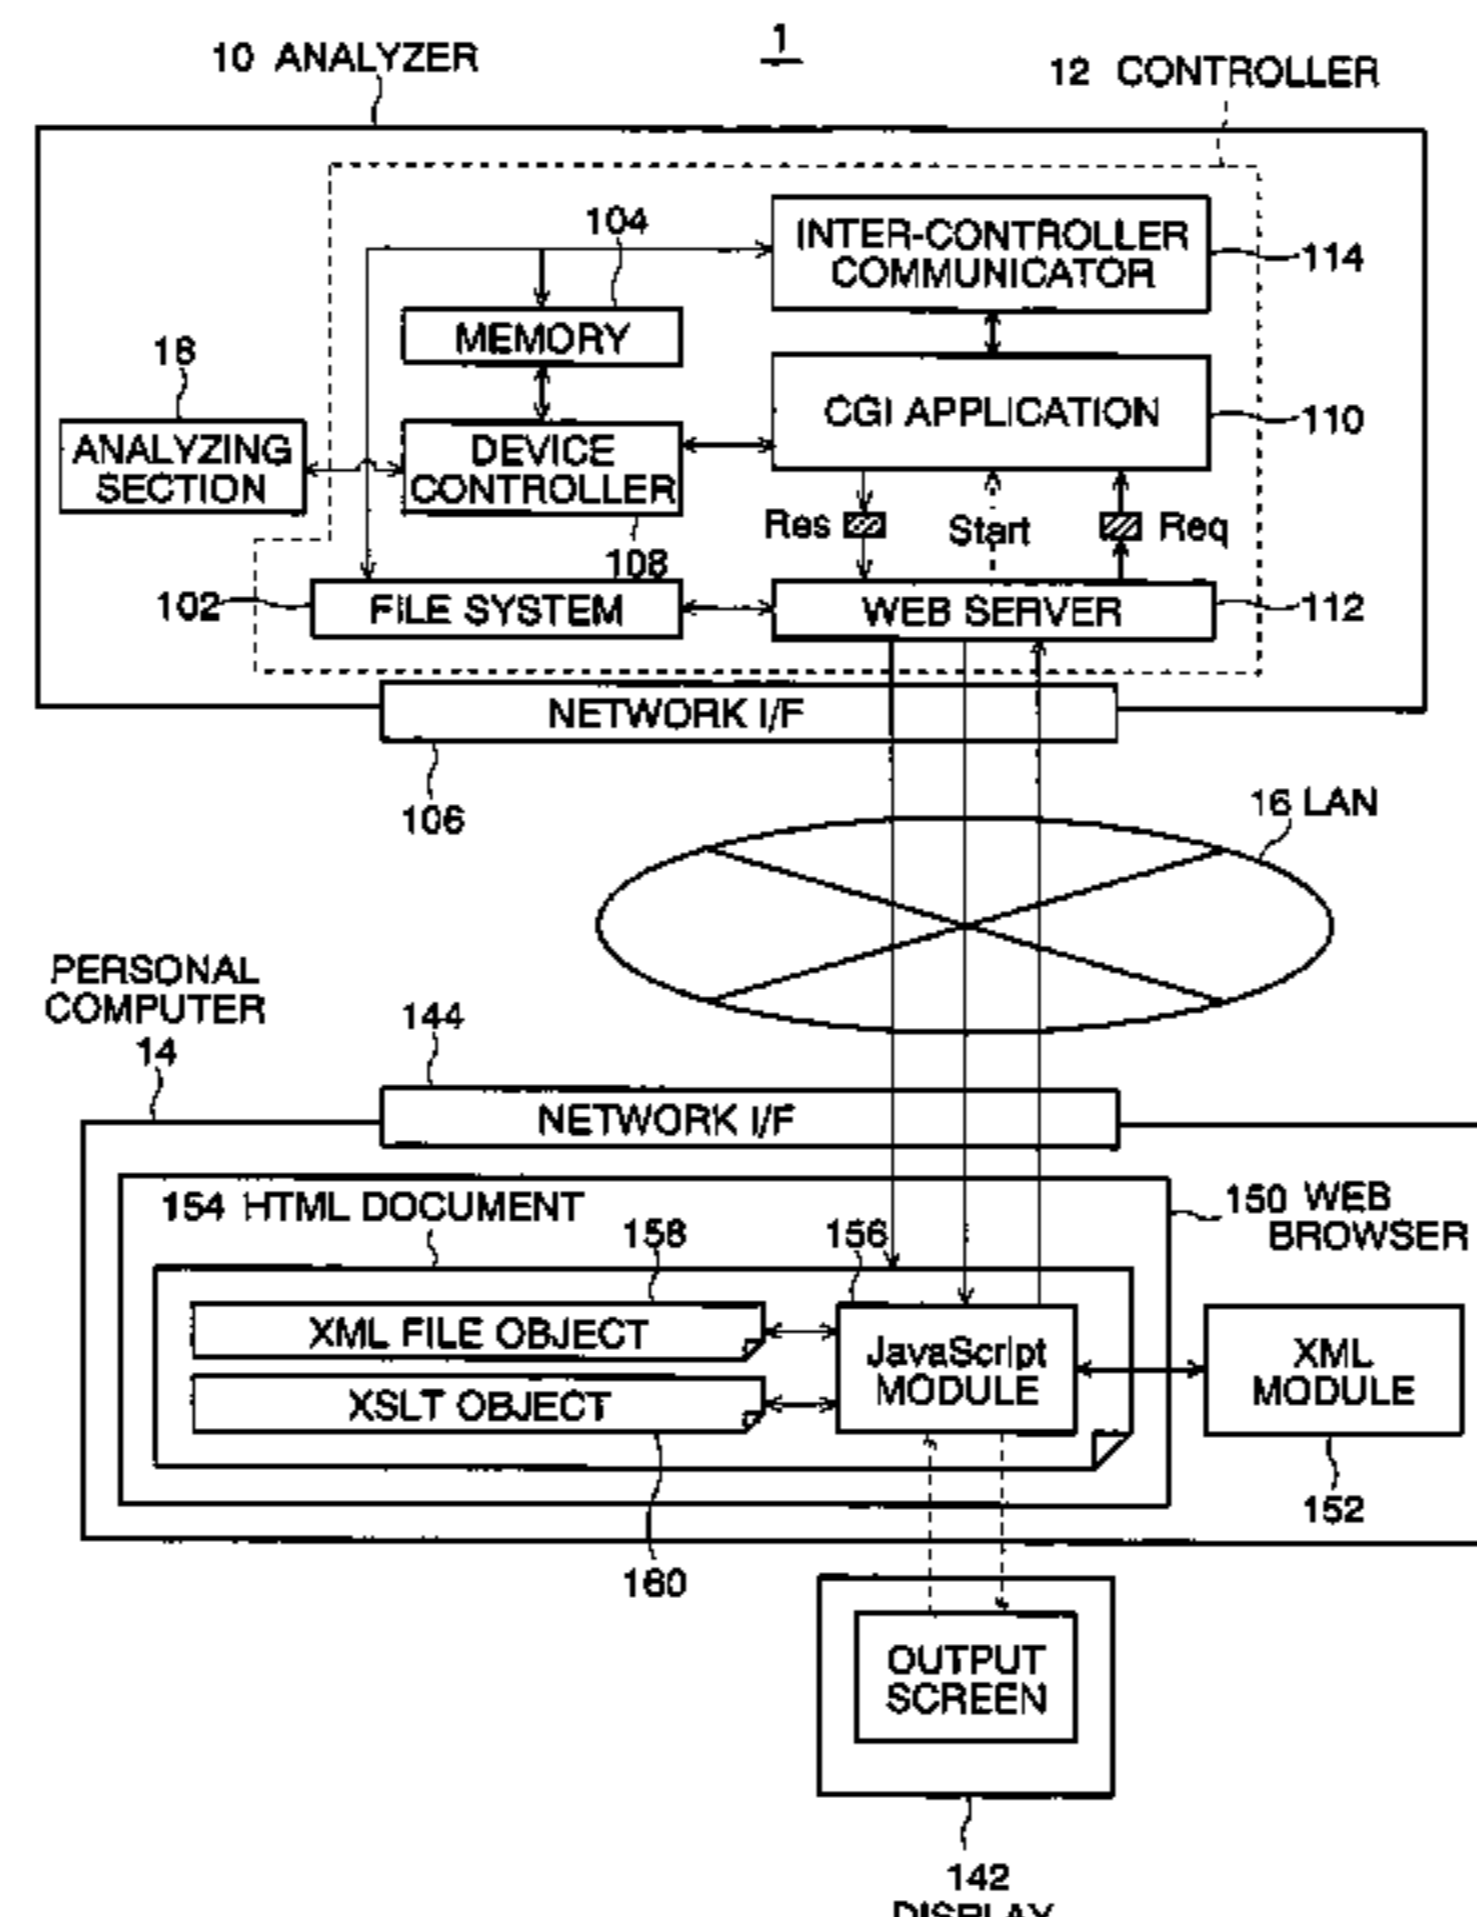 1
10 ANALYZER
12 CONTROLLER
104
INTER-CONTROLLER
COMMUNICATOR
114
MEMORY
18
CGI APPLICATION
110
ANALYZING
SECTION
DEVICE
CONTROLLER
Res
Start
Req
108
102
FILE SYSTEM
WEB SERVER
112
NETWORK I/F
106
16 LAN
PERSONAL
COMPUTER
14
144
NETWORK I/F
154 HTML DOCUMENT
150 WEB
BROWSER
158
156
XML FILE OBJECT
JavaScript
MODULE
XML
MODULE
XSLT OBJECT
152
160
OUTPUT
SCREEN
142
DISPLAY